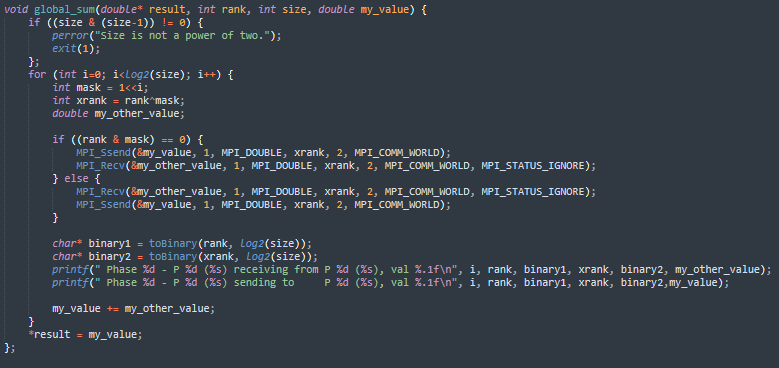 void global_sum(double* result, int rank, int size, double my_value) {
    if ((size & (size-1)) != 0) {
        perror("Size is not a power of two.");
        exit(1);
    };
    for (int i=0; i<log2(size); i++) {
        int mask = 1<<i;
        int xrank = rank^mask;
        double my_other_value;

        if ((rank & mask) == 0) {
            MPI_Ssend(&my_value, 1, MPI_DOUBLE, xrank, 2, MPI_COMM_WORLD);
            MPI_Recv(&my_other_value, 1, MPI_DOUBLE, xrank, 2, MPI_COMM_WORLD, MPI_STATUS_IGNORE);
        } else {
            MPI_Recv(&my_other_value, 1, MPI_DOUBLE, xrank, 2, MPI_COMM_WORLD, MPI_STATUS_IGNORE);
            MPI_Ssend(&my_value, 1, MPI_DOUBLE, xrank, 2, MPI_COMM_WORLD);
        }

        char* binary1 = toBinary(rank, log2(size));
        char* binary2 = toBinary(xrank, log2(size));
        printf(" Phase %d - P %d (%s) receiving from P %d (%s), val %.1f\n", i, rank, binary1, xrank, binary2, my_other_value);
        printf(" Phase %d - P %d (%s) sending to     P %d (%s), val %.1f\n", i, rank, binary1, xrank, binary2,my_value);

        my_value += my_other_value;
    }
    *result = my_value;
};